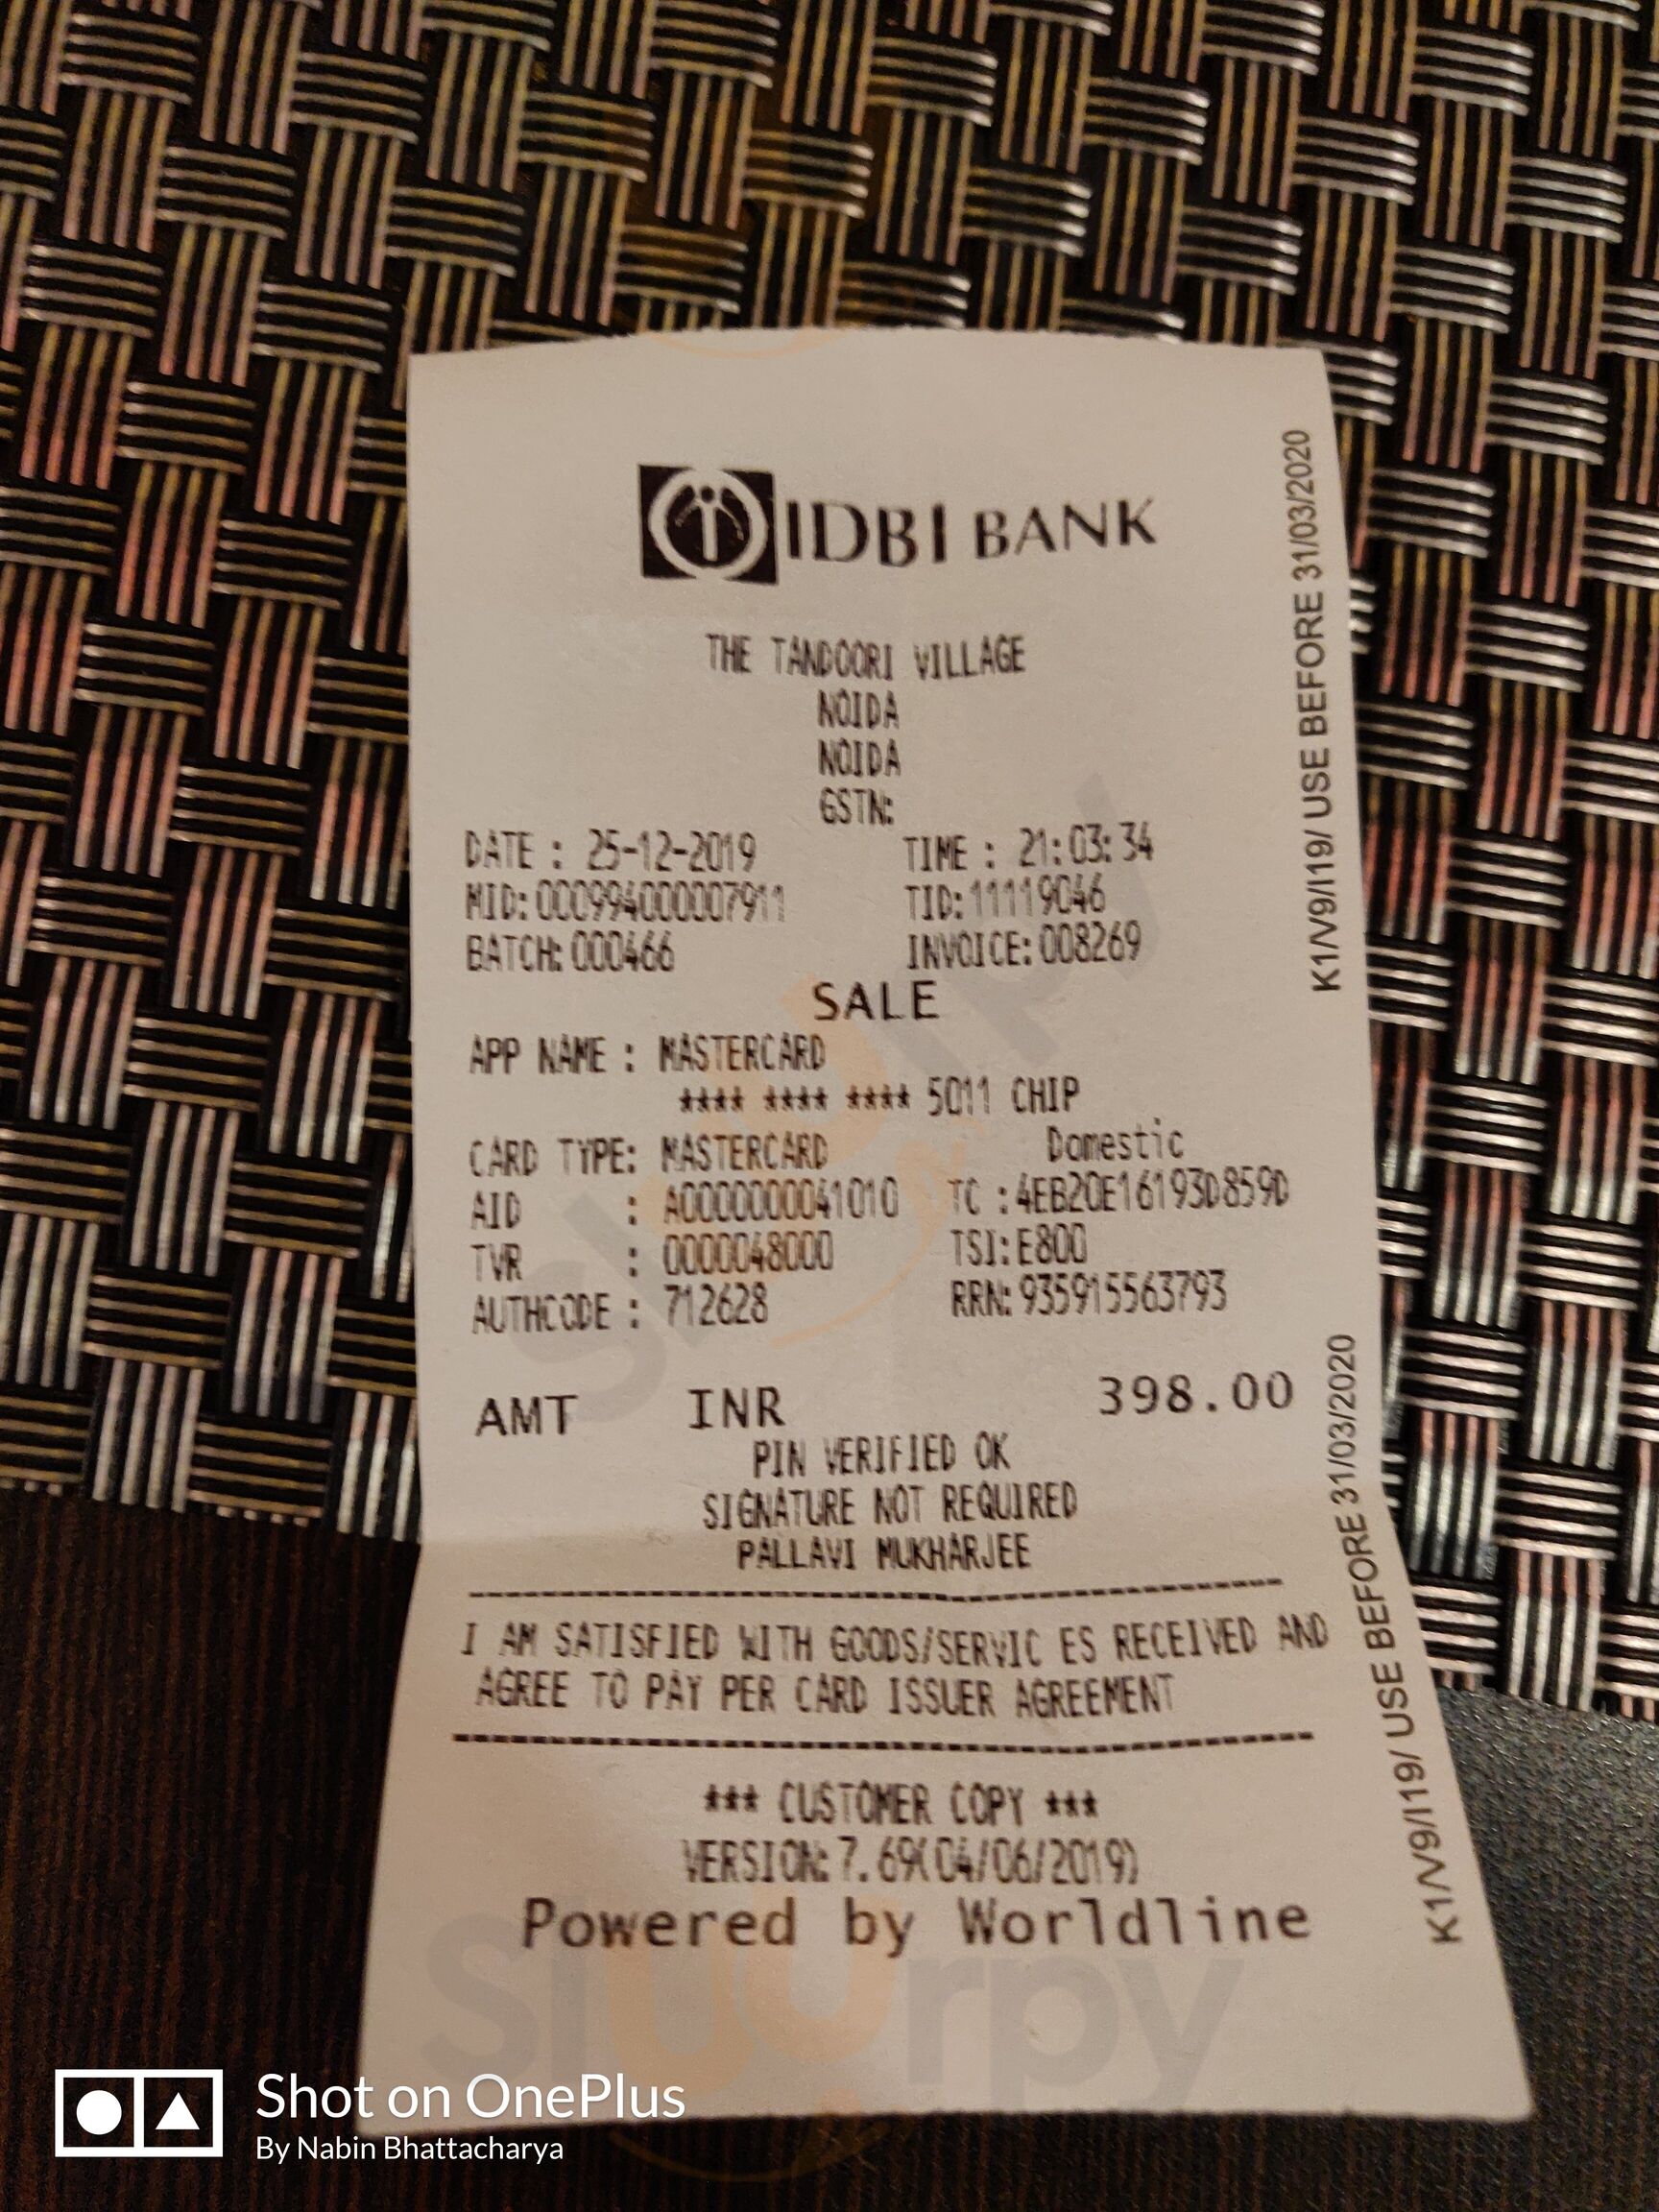 IDBI BANK
THE TANDOORI VILLAGE
NOIDA
NOIDA
GSTN:
DATE : 25-12-2019 TIME : 21:03:34
MID:000994000007911 TID:11119046
BATCH:000466 INVOICE:008269
SALE
APP NAME : MASTERCARD
**** **** **** 5011 CHIP
CARD TYPE: MASTERCARD Domestic
AID : A0000000041010 TC :4EB20E16193D859D
TVR : 0000048000 TSI:E800
AUTHCODE : 712628 RRN:935915563793
AMT INR 398.00
PIN VERIFIED OK
SIGNATURE NOT REQUIRED
PALLAVI MUKHARJEE
I AM SATISFIED WITH GOODS/SERVIC ES RECEIVED AND
AGREE TO PAY PER CARD ISSUER AGREEMENT
*** CUSTOMER COPY ***
VERSION:7.69(04/06/2019)
Powered by Worldline
K1/V9/I19/ USE BEFORE 31/03/2020
K1/V9/I19/ USE BEFORE 31/03/2020
Sluurpy
Sluurpy
Shot on OnePlus
By Nabin Bhattacharya